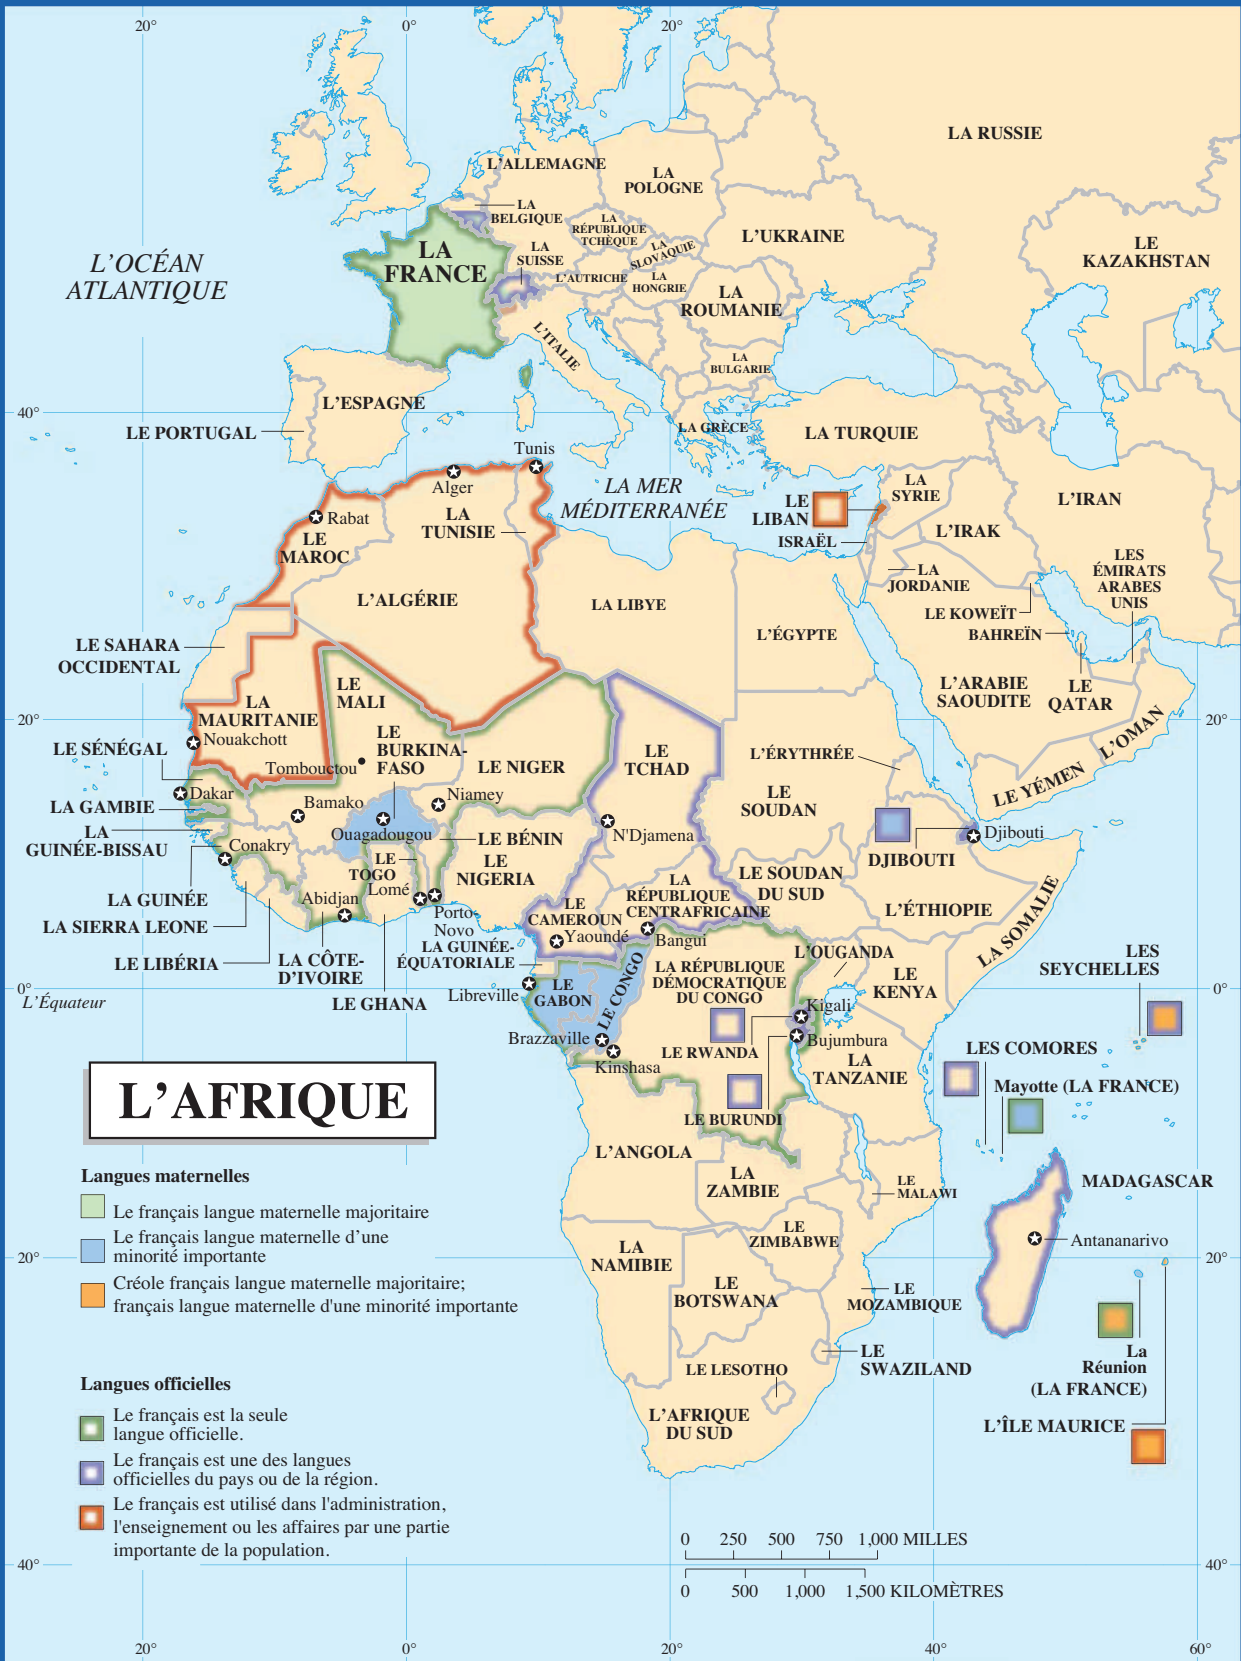 20°
0°
20°
LA RUSSIE
L'ALLEMAGNE
LA
POLOGNE
LA
BELGIQUE
LA
RÉPUBLIQUE
TCHÈQUE
LA
SLOVAQUIE
L'UKRAINE
LE
KAZAKHSTAN
LA
FRANCE
LA
SUISSE
L'AUTRICHE
LA
HONGRIE
LA
ROUMANIE
L'OCÉAN
ATLANTIQUE
L'ITALIE
LA
BULGARIE
L'ESPAGNE
40°
40°
LE PORTUGAL
LA GRÈCE
LA TURQUIE
Tunis
Alger
LA MER
MÉDITERRANÉE
LE
LIBAN
LA
SYRIE
L'IRAN
Rabat
LE
MAROC
LA
TUNISIE
ISRAËL
L'IRAK
LA
JORDANIE
LES
ÉMIRATS
ARABES
UNIS
L'ALGÉRIE
LA LIBYE
L'ÉGYPTE
LE KOWEÏT
BAHREÏN
LE SAHARA
OCCIDENTAL
L'ARABIE
SAOUDITE
LE
QATAR
L'OMAN
LE
MALI
LA
MAURITANIE
20°
20°
Nouakchott
LE SÉNÉGAL
Tombouctou
LE
BURKINA-
FASO
LE NIGER
LE
TCHAD
L'ÉRYTHRÉE
LE YÉMEN
LE
SOUDAN
Dakar
LA GAMBIE
Bamako
Niamey
LA
GUINÉE-BISSAU
Ouagadougou
N'Djamena
Djibouti
DJIBOUTI
Conakry
LE BÉNIN
LE
TOGO
LE
NIGERIA
LE SOUDAN
DU SUD
LA GUINÉE
Abidjan
Lomé
LA
RÉPUBLIQUE
CENTRAFRICAINE
L'ÉTHIOPIE
LA SOMALIE
LA SIERRA LEONE
Porto-
Novo
LE
CAMEROUN
Yaoundé
Bangui
LE LIBÉRIA
LA CÔTE-
D'IVOIRE
LA GUINÉE-
ÉQUATORIALE
L'OUGANDA
LES
SEYCHELLES
LE GHANA
0°
0°
L'Équateur
Libreville
LE
GABON
LE CONGO
LA RÉPUBLIQUE
DÉMOCRATIQUE
DU CONGO
LE
KENYA
Kigali
Brazzaville
LE RWANDA
Bujumbura
Kinshasa
LA
TANZANIE
LES COMORES
Mayotte (LA FRANCE)
LE BURUNDI
L'AFRIQUE
L'ANGOLA
LA
ZAMBIE
LE
MALAWI
MADAGASCAR
Langues maternelles
Le français langue maternelle majoritaire
Le français langue maternelle d'une
minorité importante
Créole français langue maternelle majoritaire;
français langue maternelle d'une minorité importante
LA
NAMIBIE
LE
ZIMBABWE
Antananarivo
20°
20°
LE
BOTSWANA
LE
MOZAMBIQUE
LE
SWAZILAND
La
Réunion
(LA FRANCE)
LE LESOTHO
L'AFRIQUE
DU SUD
L'ÎLE MAURICE
Langues officielles
Le français est la seule
langue officielle.
Le français est une des langues
officielles du pays ou de la région.
Le français est utilisé dans l'administration,
l'enseignement ou les affaires par une partie
importante de la population.
0 250 500 750 1,000 MILLES
0 500 1,000 1,500 KILOMÈTRES
40°
40°
20°
0°
20°
40°
60°